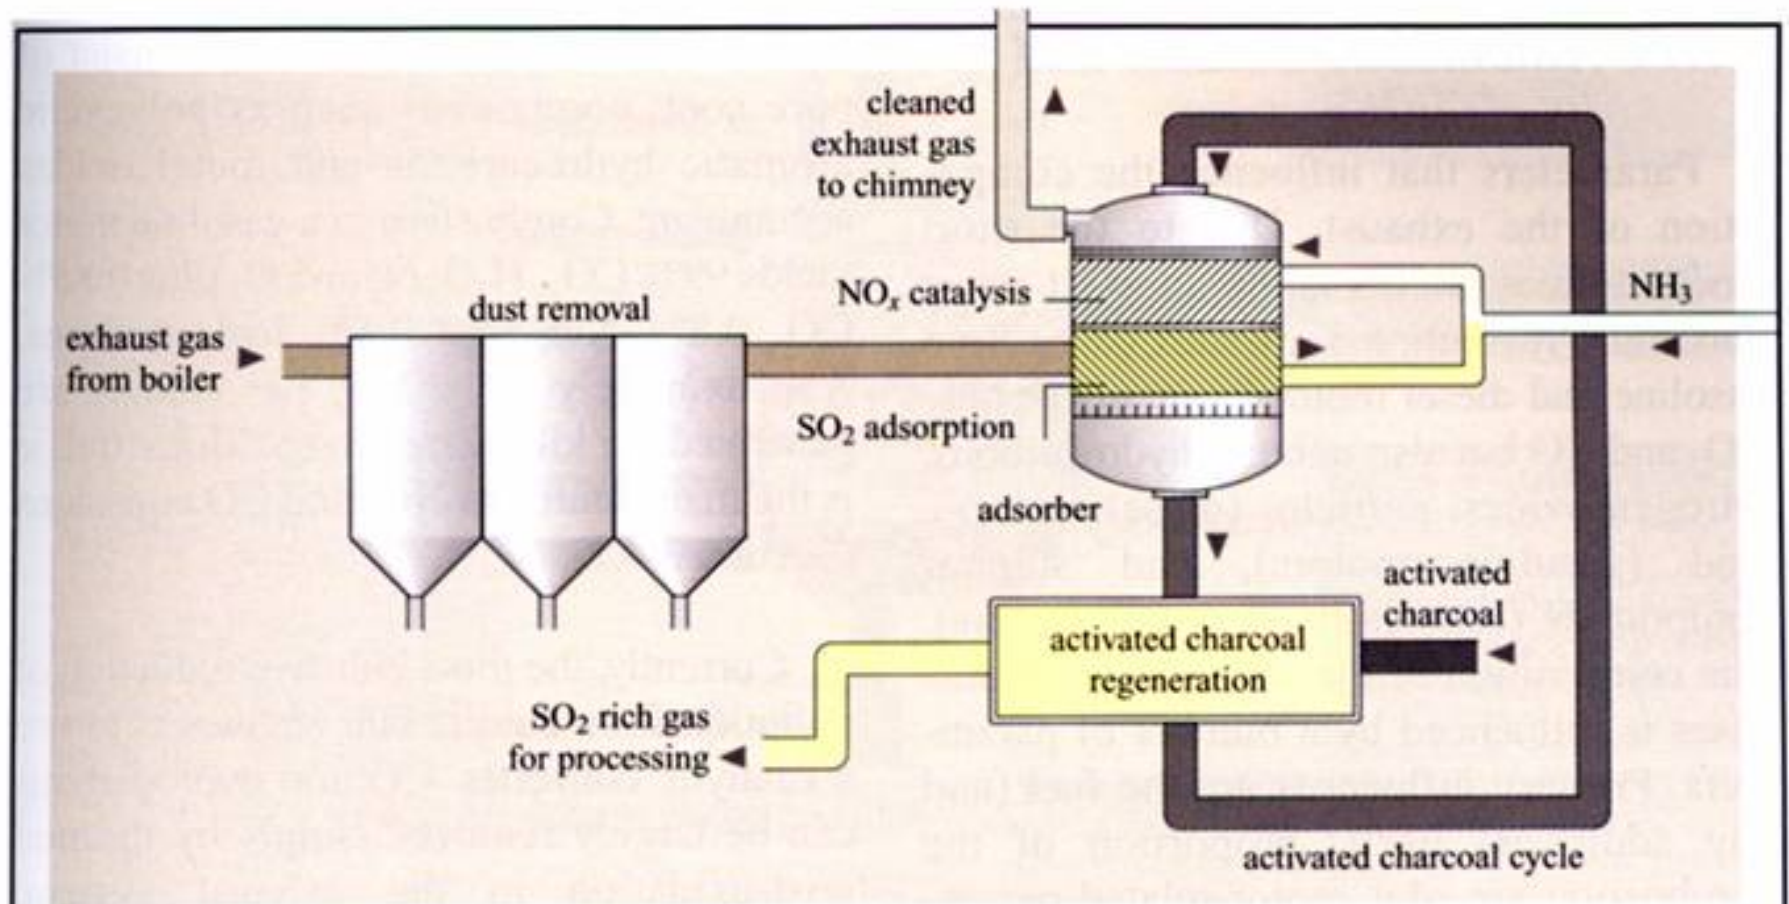 cleaned
exhaust gas
to chimney
NOₓ catalysis
NH₃
dust removal
exhaust gas
from boiler
SO₂ adsorption
adsorber
activated
charcoal
activated charcoal
regeneration
SO₂ rich gas
for processing
activated charcoal cycle